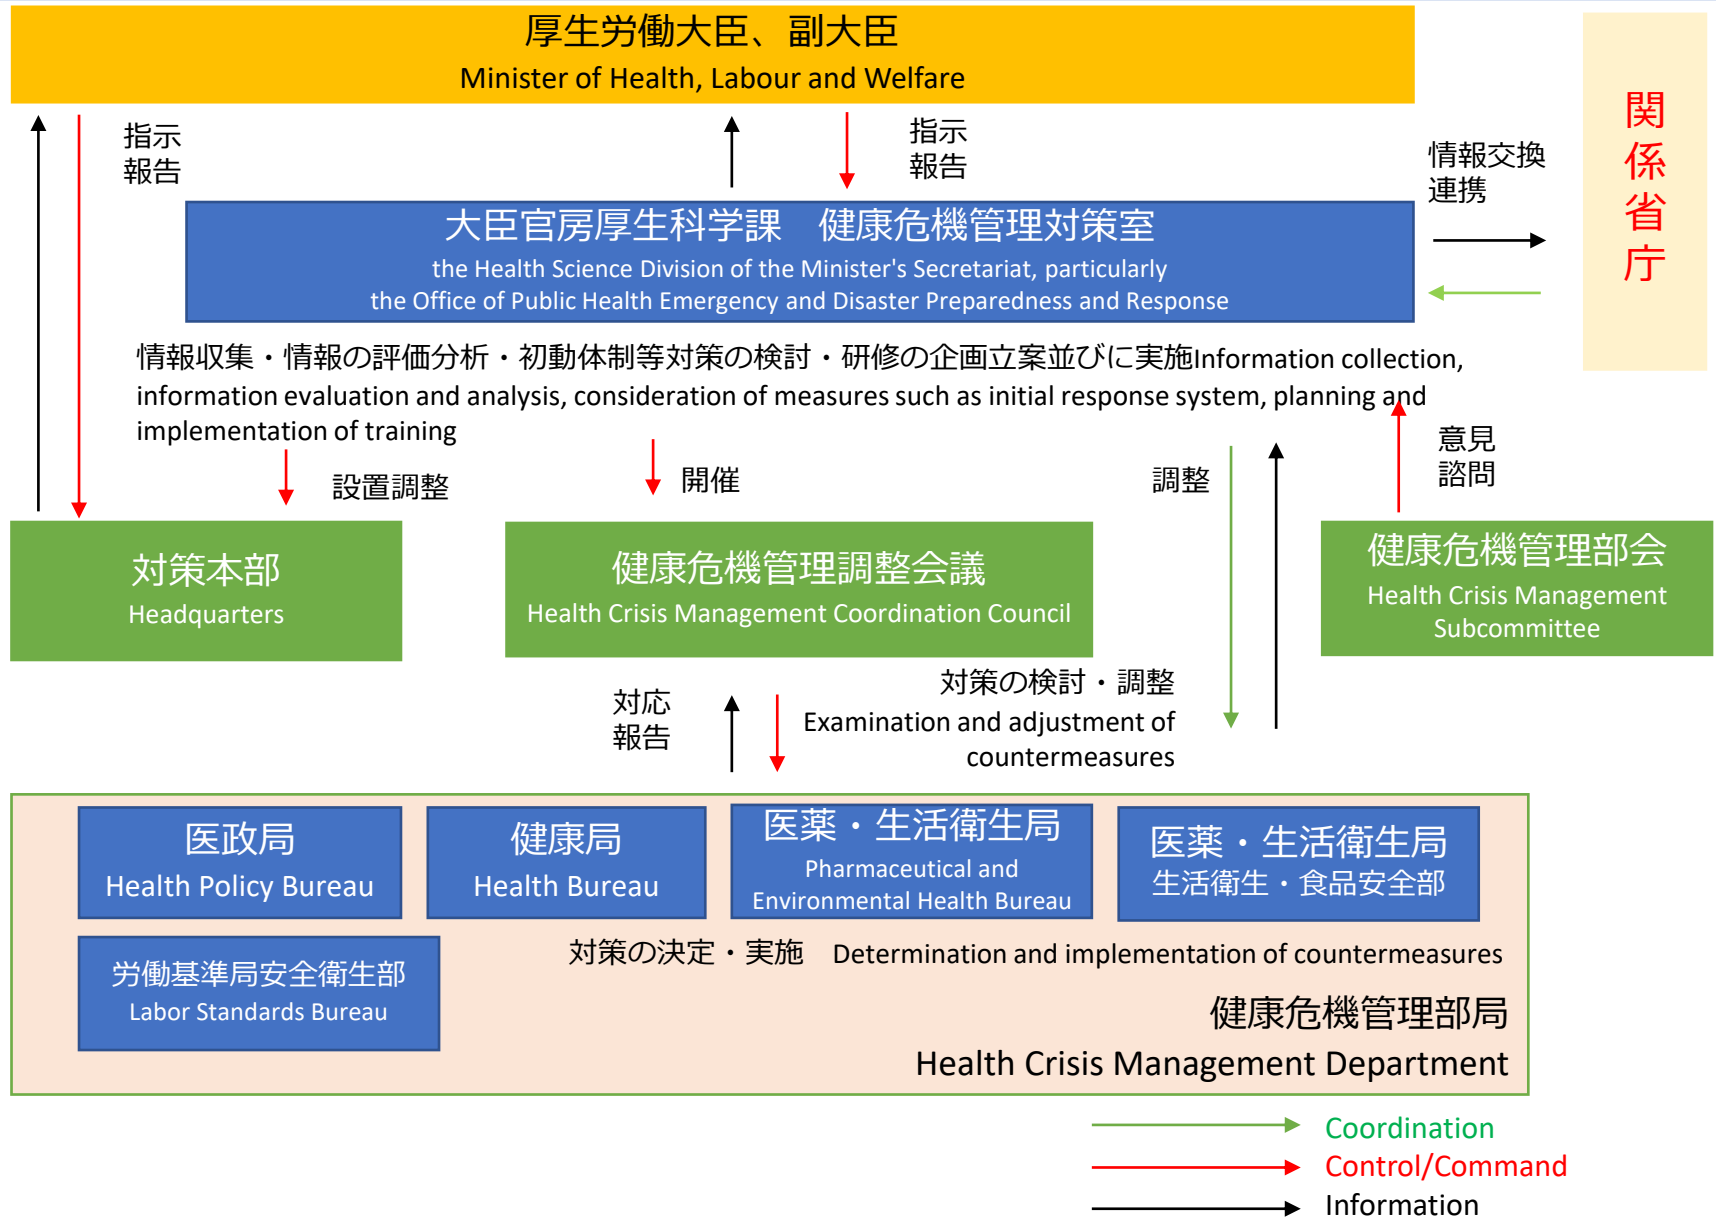 厚生労働大臣、副大臣
Minister of Health, Labour and Welfare
関
係
省
庁
指示
報告
指示
報告
情報交換
連携
大臣官房厚生科学課　健康危機管理対策室
the Health Science Division of the Minister's Secretariat, particularly
the Office of Public Health Emergency and Disaster Preparedness and Response
情報収集・情報の評価分析・初動体制等対策の検討・研修の企画立案並びに実施Information collection,
information evaluation and analysis, consideration of measures such as initial response system, planning and
implementation of training
設置調整
開催
調整
意見
諮問
対策本部
Headquarters
健康危機管理調整会議
Health Crisis Management Coordination Council
健康危機管理部会
Health Crisis Management
Subcommittee
対応
報告
対策の検討・調整
Examination and adjustment of
countermeasures
医政局
Health Policy Bureau
健康局
Health Bureau
医薬・生活衛生局
Pharmaceutical and
Environmental Health Bureau
医薬・生活衛生局
生活衛生・食品安全部
労働基準局安全衛生部
Labor Standards Bureau
対策の決定・実施　Determination and implementation of countermeasures
健康危機管理部局
Health Crisis Management Department
Coordination
Control/Command
Information